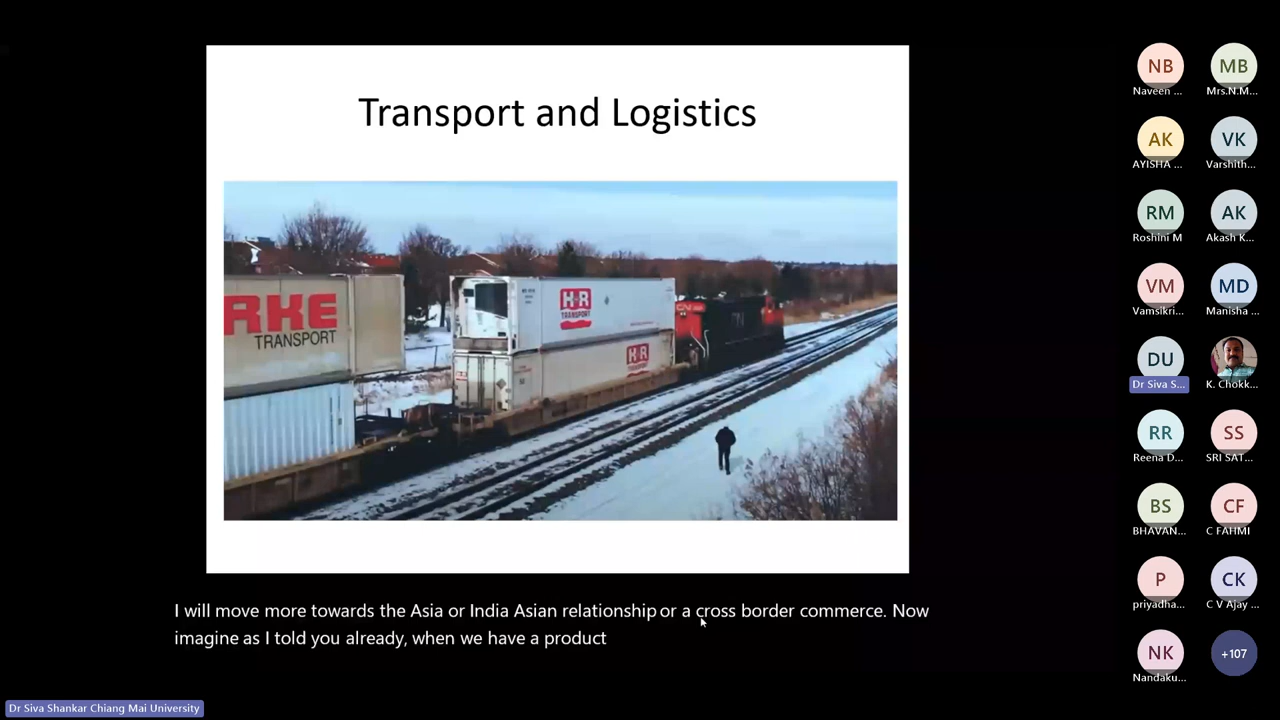 Transport and Logistics
RKE
TRANSPORT
H-R
TRANSPORT
H-R
I will move more towards the Asia or India Asian relationship or a cross border commerce. Now
imagine as I told you already, when we have a product
Dr Siva Shankar Chiang Mai University
NB
Naveen ...
MB
Mrs.N.M...
AK
AYISHA ...
VK
Varshith...
RM
Roshini M
AK
Akash K...
VM
Vamsikri...
MD
Manisha ...
DU
Dr Siva S...
K. Chokk...
RR
Reena D...
SS
SRI SAT...
BS
BHAVAN...
CF
C FAHMI
P
priyadha...
CK
C V Ajay ...
NK
Nandaku...
+107